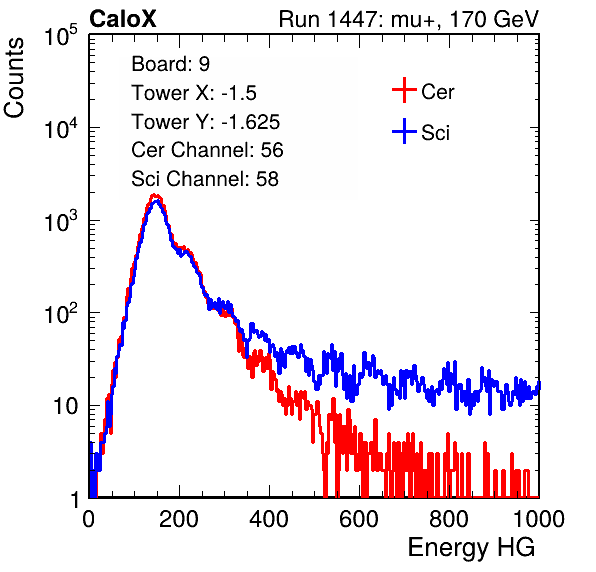 CaloX Run 1447: mu+, 170 GeV
Counts
10^5
10^4
10^3
10^2
10
1
Board: 9
Tower X: -1.5
Tower Y: -1.625
Cer Channel: 56
Sci Channel: 58
Cer
Sci
0 200 400 600 800 1000
Energy HG